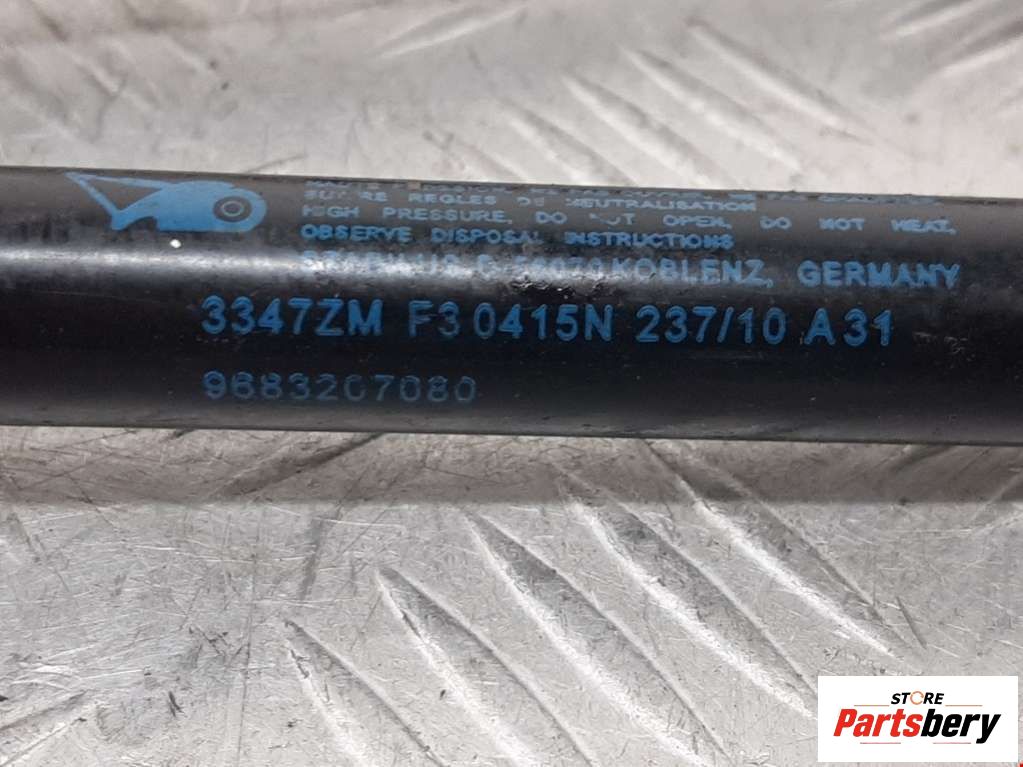 REGLES DE NEUTRALISATION
HIGH PRESSURE, DO NOT OPEN, DO NOT HEAT,
OBSERVE DISPOSAL INSTRUCTIONS
KOBLENZ, GERMANY
3347ZM F3 0415N 237/10 A31
9683207080
STORE
Partsbery